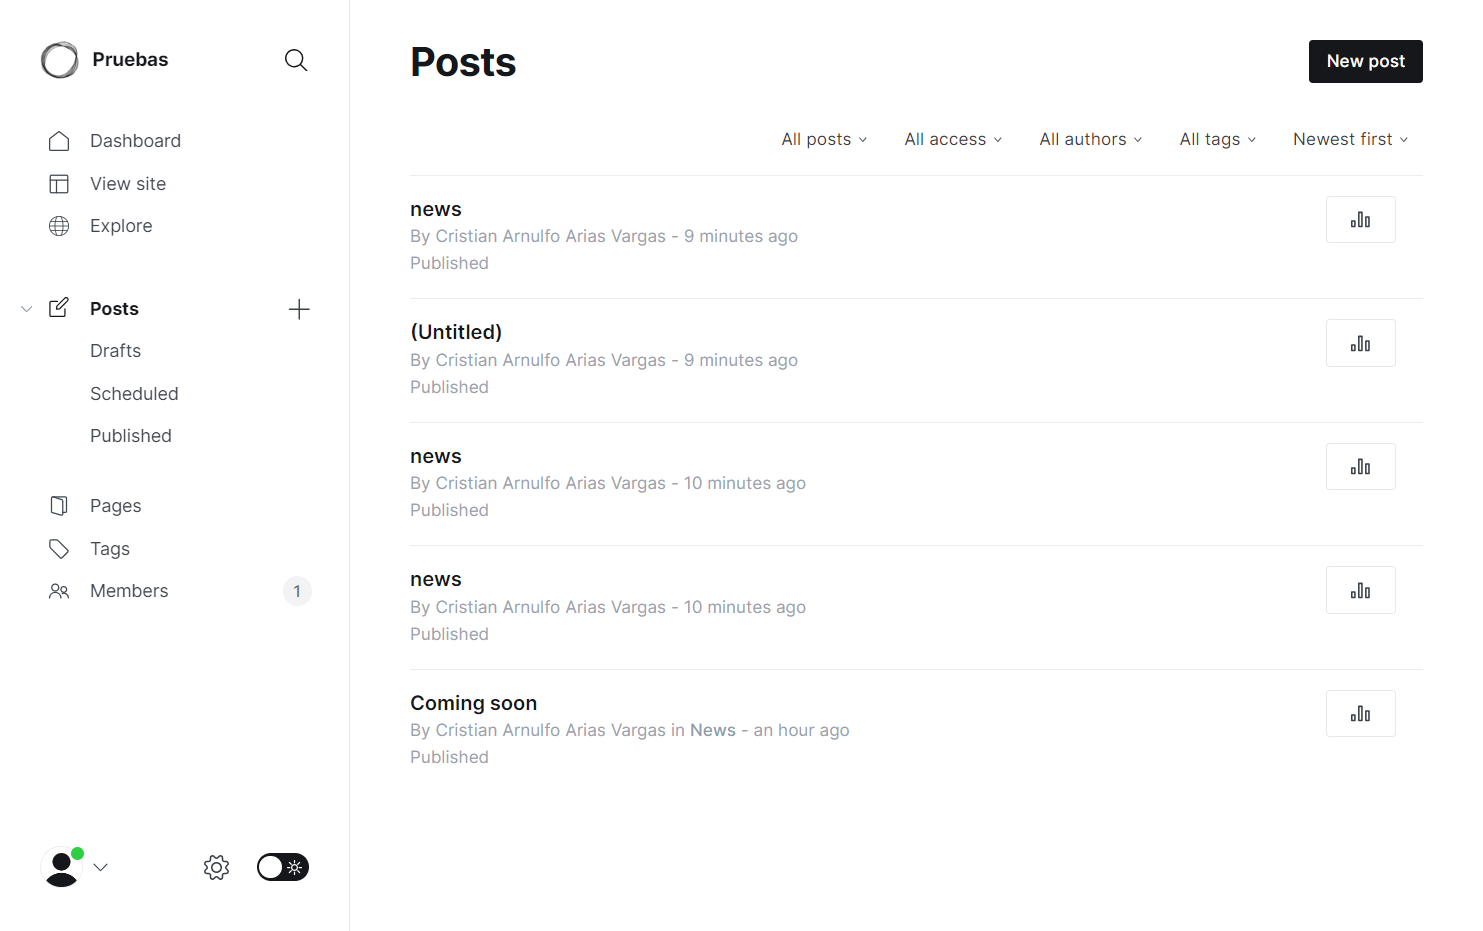 Pruebas
Dashboard
View site
Explore
Posts
Drafts
Scheduled
Published
Pages
Tags
Members 1
Posts
New post
All posts All access All authors All tags Newest first
news
By Cristian Arnulfo Arias Vargas - 9 minutes ago
Published
(Untitled)
By Cristian Arnulfo Arias Vargas - 9 minutes ago
Published
news
By Cristian Arnulfo Arias Vargas - 10 minutes ago
Published
news
By Cristian Arnulfo Arias Vargas - 10 minutes ago
Published
Coming soon
By Cristian Arnulfo Arias Vargas in News - an hour ago
Published